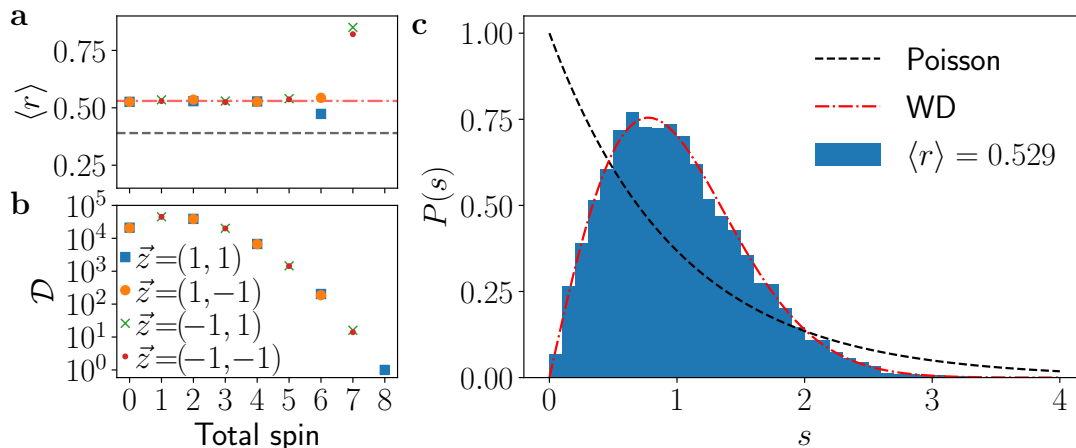 a
0.75
0.50
0.25
⟨r⟩
b
10^5
10^4
10^3
10^2
10^1
10^0
𝒟
z⃗=(1, 1)
z⃗=(1,−1)
z⃗=(−1, 1)
z⃗=(−1,−1)
0 1 2 3 4 5 6 7 8
Total spin
c
1.00
0.75
0.50
0.25
0.00
P(s)
Poisson
WD
⟨r⟩ = 0.529
0 1 2 3 4
s